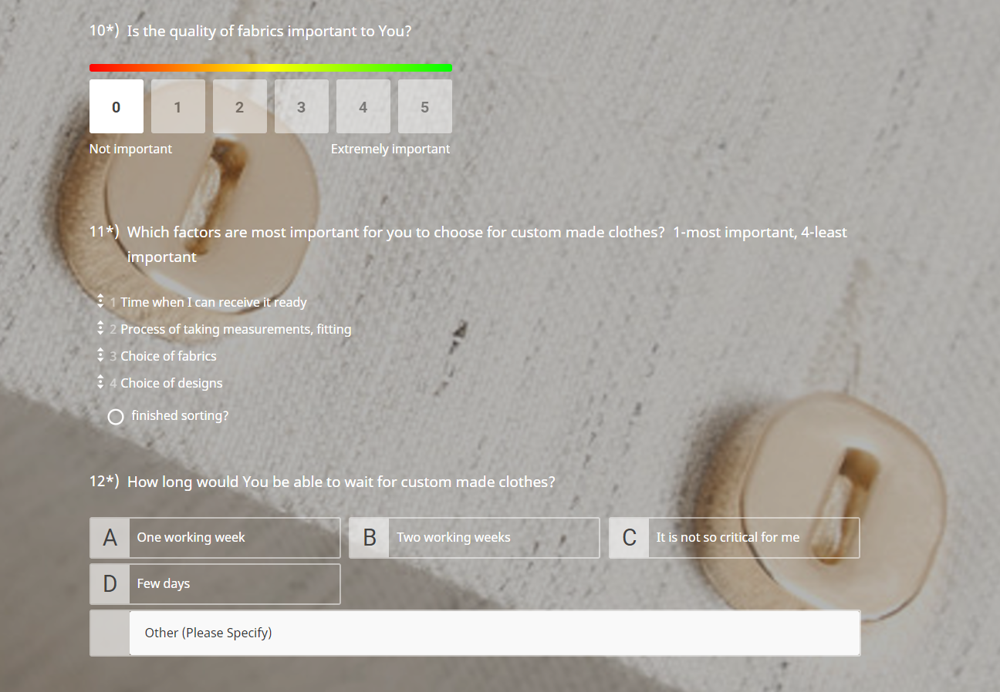 10*) Is the quality of fabrics important to You?
0 1 2 3 4 5
Not important Extremely important
11*) Which factors are most important for you to choose for custom made clothes? 1-most important, 4-least
important
1 Time when I can receive it ready
2 Process of taking measurements, fitting
3 Choice of fabrics
4 Choice of designs
finished sorting?
12*) How long would You be able to wait for custom made clothes?
A One working week B Two working weeks C It is not so critical for me
D Few days
Other (Please Specify)